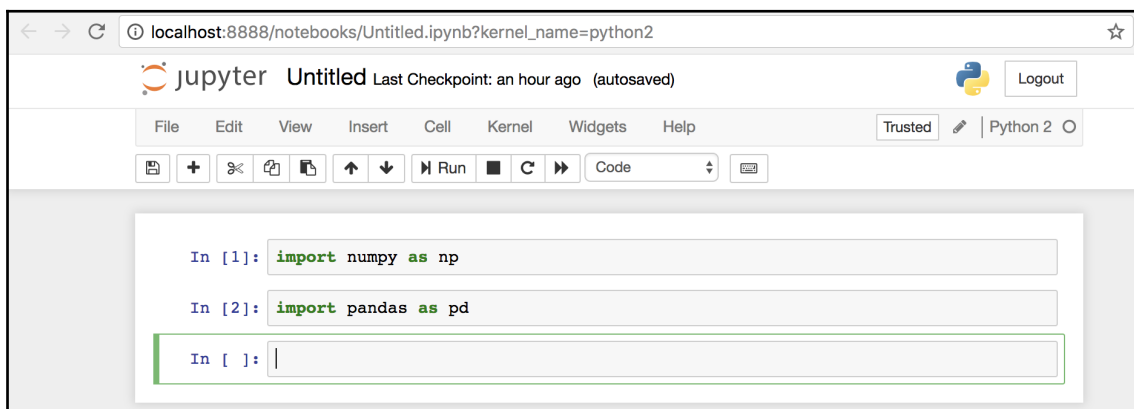 localhost:8888/notebooks/Untitled.ipynb?kernel_name=python2
jupyter Untitled Last Checkpoint: an hour ago (autosaved) Logout
File Edit View Insert Cell Kernel Widgets Help Trusted Python 2
Run Code
In [1]: import numpy as np
In [2]: import pandas as pd
In [ ]: